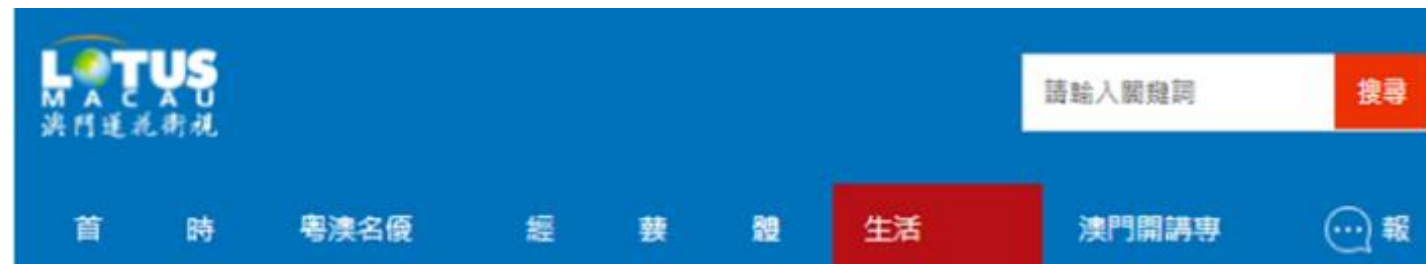 LOTUS
MACAU
澳門蓮花衛視
請輸入關鍵詞
搜尋
首 時 粵澳名優 經 藝 體 生活 澳門開講專 報